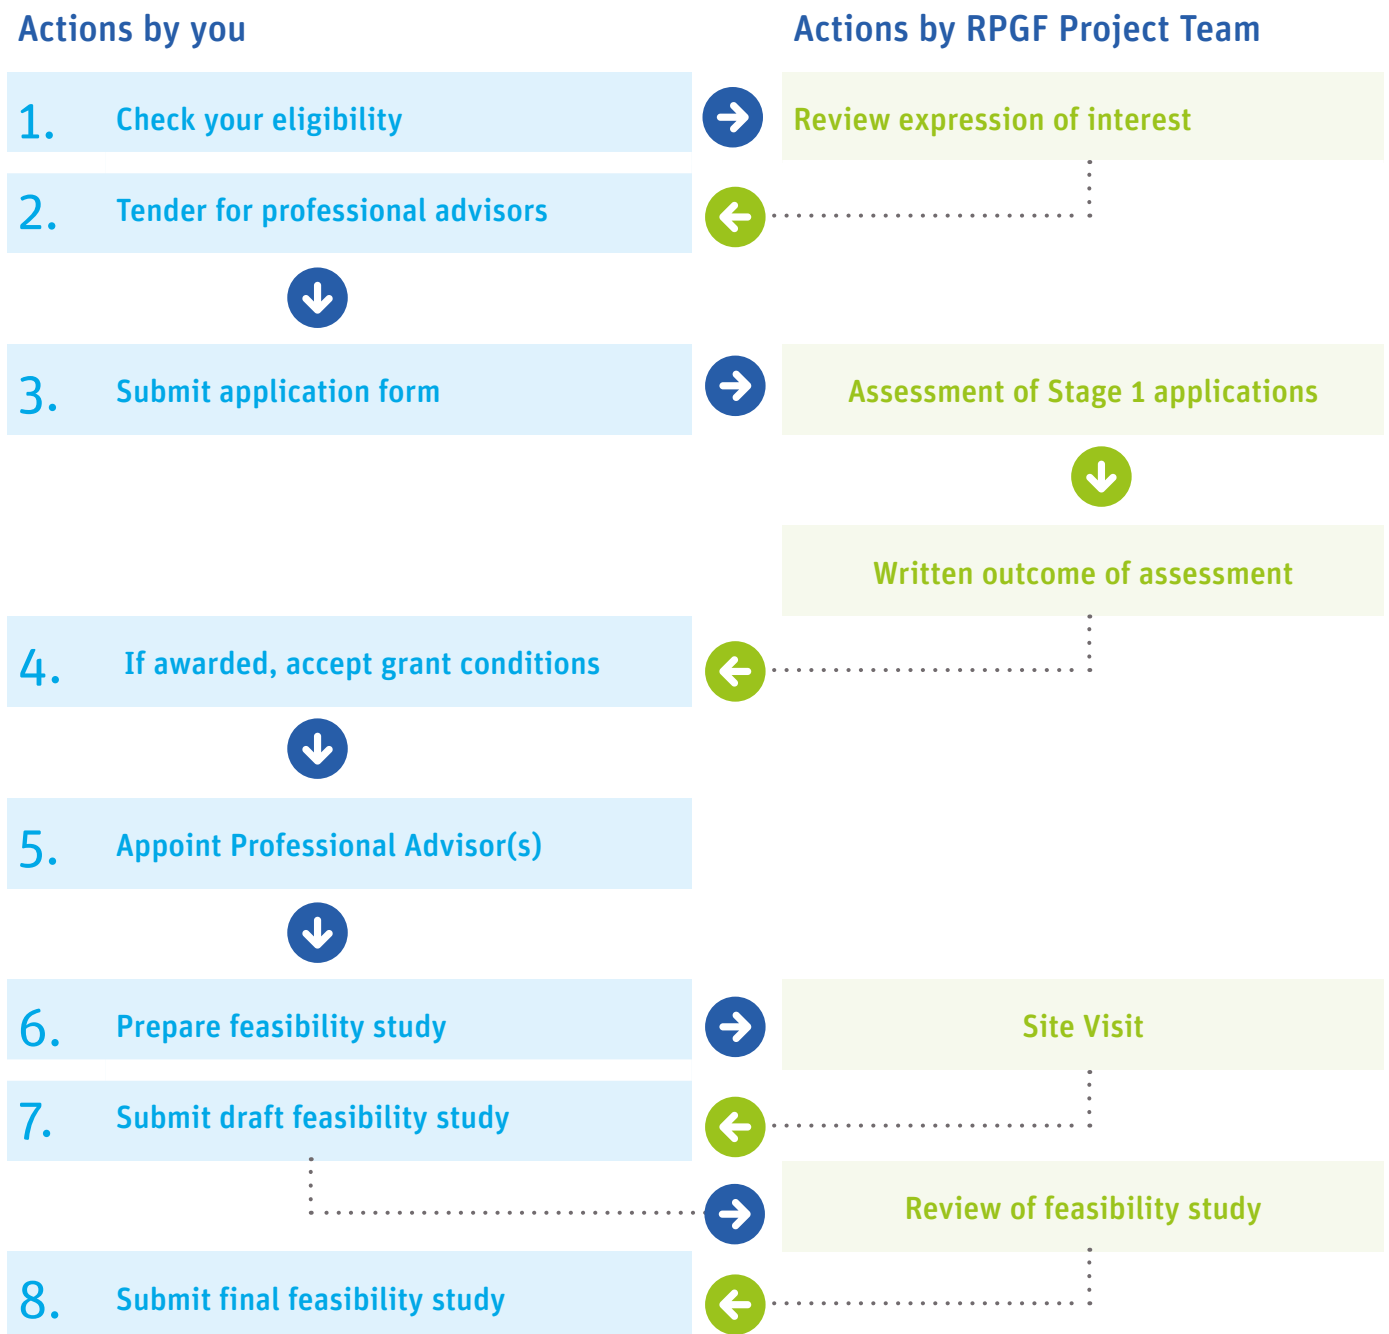 Actions by you
Actions by RPGF Project Team
1. Check your eligibility
Review expression of interest
2. Tender for professional advisors
3. Submit application form
Assessment of Stage 1 applications
Written outcome of assessment
4. If awarded, accept grant conditions
5. Appoint Professional Advisor(s)
6. Prepare feasibility study
Site Visit
7. Submit draft feasibility study
Review of feasibility study
8. Submit final feasibility study